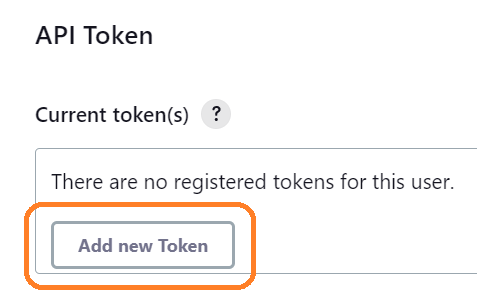 API Token
Current token(s) ?
There are no registered tokens for this user.
Add new Token